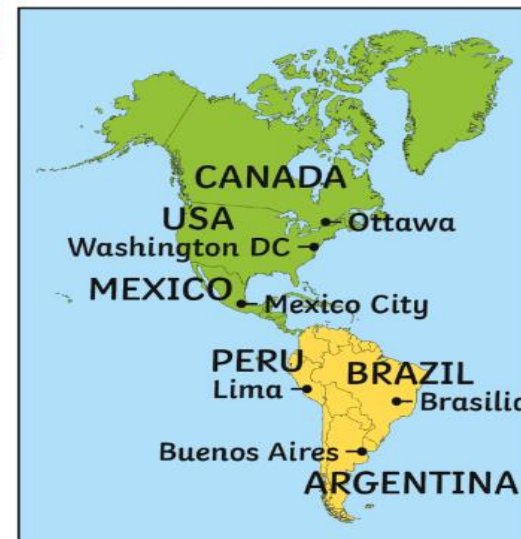 CANADA
USA
Ottawa
Washington DC
MEXICO
Mexico City
PERU
BRAZIL
Lima
Brasilia
Buenos Aires
ARGENTINA